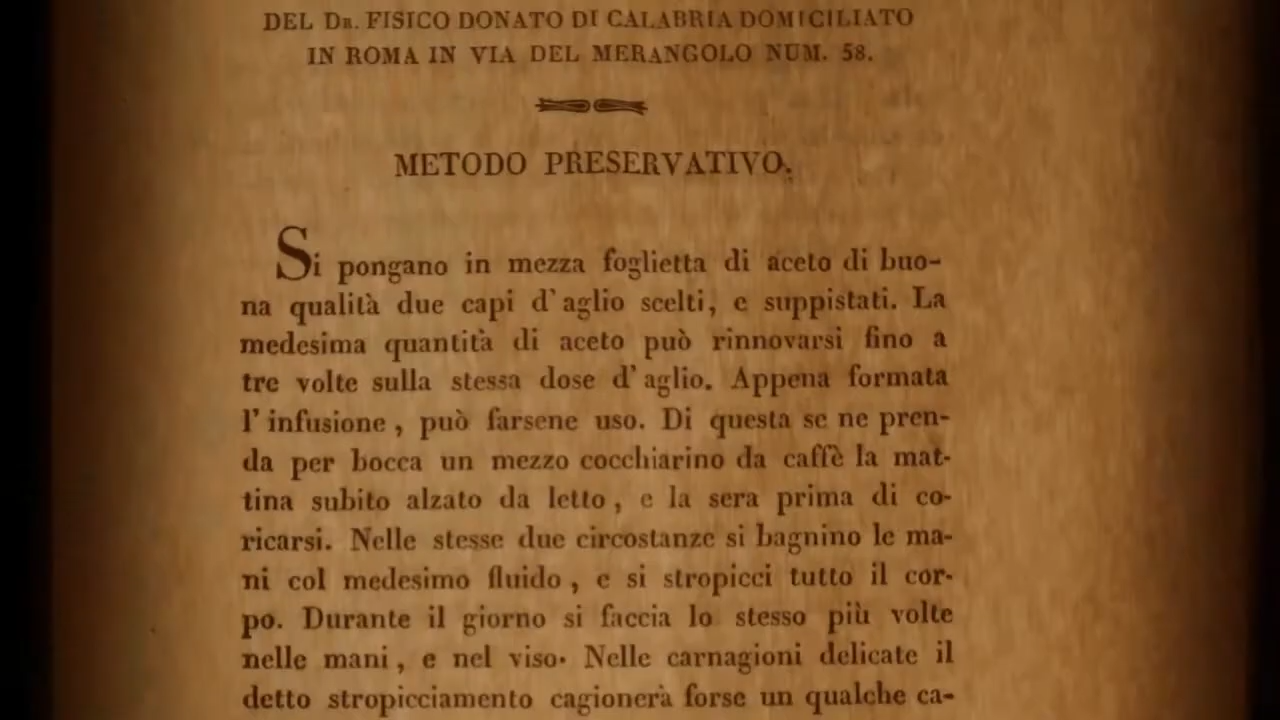 DEL DR. FISICO DONATO DI CALABRIA DOMICILIATO
IN ROMA IN VIA DEL MERANGOLO NUM. 58.
METODO PRESERVATIVO.
Si pongano in mezza foglietta di aceto di buo-
na qualità due capi d'aglio scelti, e suppistati. La
medesima quantità di aceto può rinnovarsi fino a
tre volte sulla stessa dose d'aglio. Appena formata
l'infusione, può farsene uso. Di questa se ne pren-
da per bocca un mezzo cocchiarino da caffè la mat-
tina subito alzato da letto, e la sera prima di co-
ricarsi. Nelle stesse due circostanze si bagnino le ma-
ni col medesimo fluido, e si stropicci tutto il cor-
po. Durante il giorno si faccia lo stesso più volte
nelle mani, e nel viso. Nelle carnagioni delicate il
detto stropicciamento cagionerà forse un qualche ca-